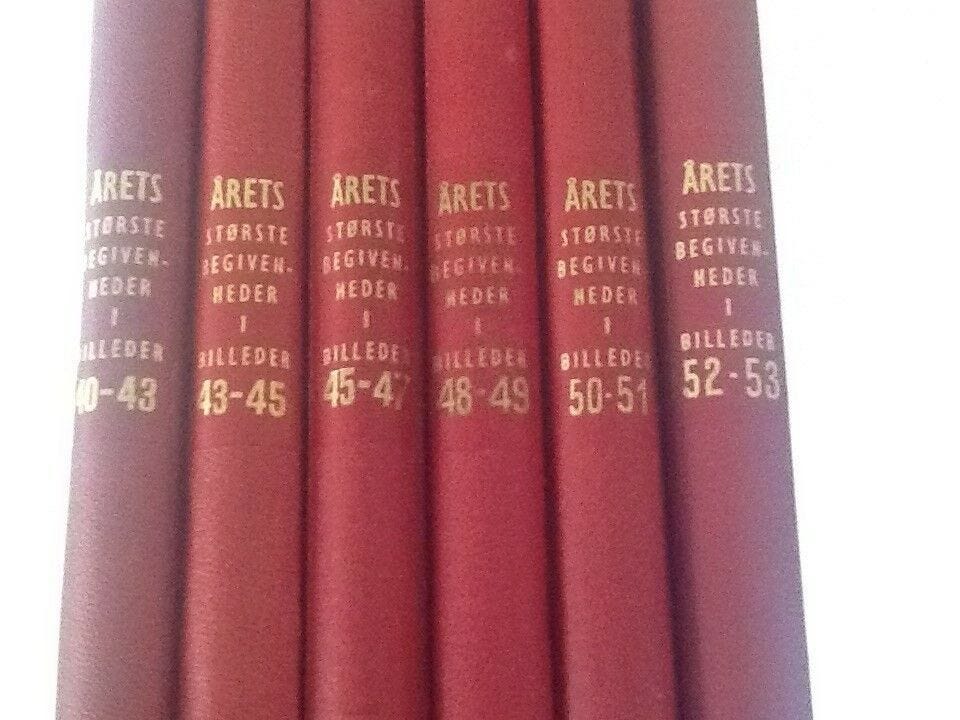 ÅRETS
STØRSTE
BEGIVEN-
HEDER
I
BILLEDER
40-43
ÅRETS
STØRSTE
BEGIVEN-
HEDER
I
BILLEDER
43-45
ÅRETS
STØRSTE
BEGIVEN-
HEDER
I
BILLEDER
45-47
ÅRETS
STØRSTE
BEGIVEN-
HEDER
I
BILLEDER
48-49
ÅRETS
STØRSTE
BEGIVEN-
HEDER
I
BILLEDER
50-51
ÅRETS
STØRSTE
BEGIVEN-
HEDER
I
BILLEDER
52-53